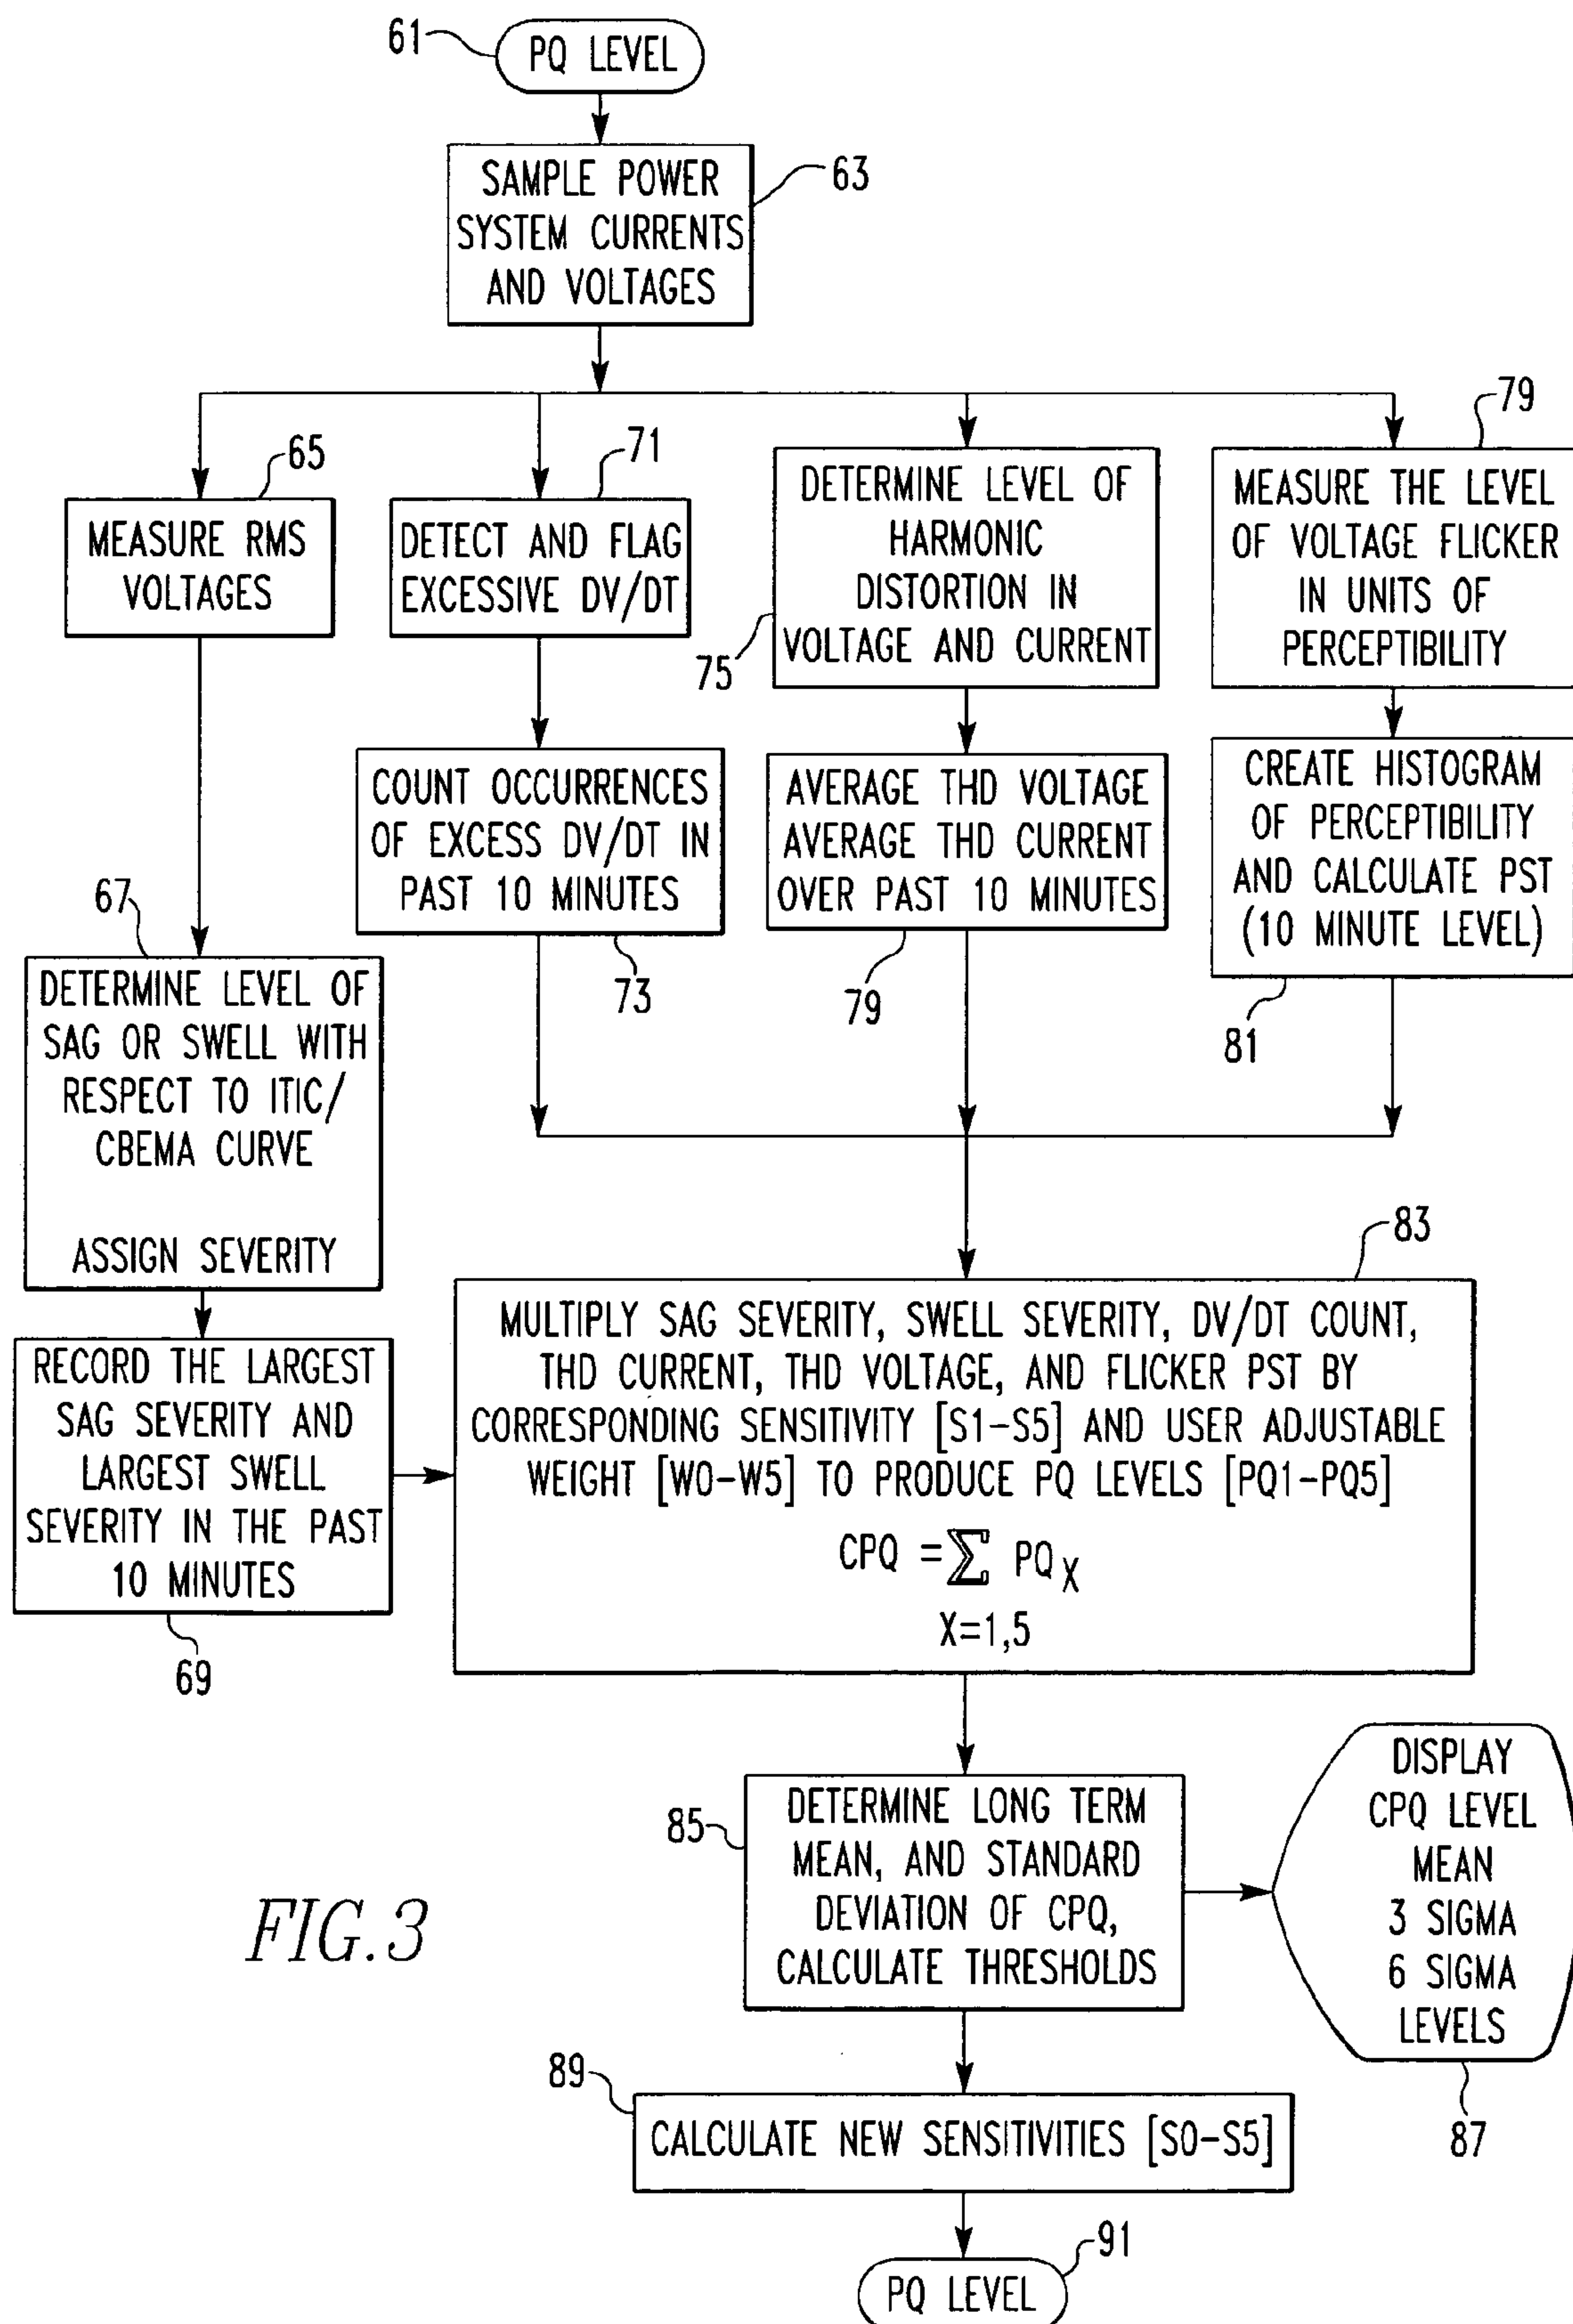 61
PQ LEVEL
SAMPLE POWER
SYSTEM CURRENTS
AND VOLTAGES
63
65
MEASURE RMS
VOLTAGES
71
DETECT AND FLAG
EXCESSIVE DV/DT
DETERMINE LEVEL OF
HARMONIC
DISTORTION IN
VOLTAGE AND CURRENT
75
79
MEASURE THE LEVEL
OF VOLTAGE FLICKER
IN UNITS OF
PERCEPTIBILITY
COUNT OCCURRENCES
OF EXCESS DV/DT IN
PAST 10 MINUTES
73
AVERAGE THD VOLTAGE
AVERAGE THD CURRENT
OVER PAST 10 MINUTES
79
CREATE HISTOGRAM
OF PERCEPTIBILITY
AND CALCULATE PST
(10 MINUTE LEVEL)
81
67
DETERMINE LEVEL OF
SAG OR SWELL WITH
RESPECT TO ITIC/
CBEMA CURVE
ASSIGN SEVERITY
RECORD THE LARGEST
SAG SEVERITY AND
LARGEST SWELL
SEVERITY IN THE PAST
10 MINUTES
69
83
MULTIPLY SAG SEVERITY, SWELL SEVERITY, DV/DT COUNT,
THD CURRENT, THD VOLTAGE, AND FLICKER PST BY
CORRESPONDING SENSITIVITY [S1-S5] AND USER ADJUSTABLE
WEIGHT [W0-W5] TO PRODUCE PQ LEVELS [PQ1-PQ5]
CPQ =∑ PQX
X=1,5
85
DETERMINE LONG TERM
MEAN, AND STANDARD
DEVIATION OF CPQ,
CALCULATE THRESHOLDS
DISPLAY
CPQ LEVEL
MEAN
3 SIGMA
6 SIGMA
LEVELS
87
FIG.3
89
CALCULATE NEW SENSITIVITIES [S0-S5]
91
PQ LEVEL